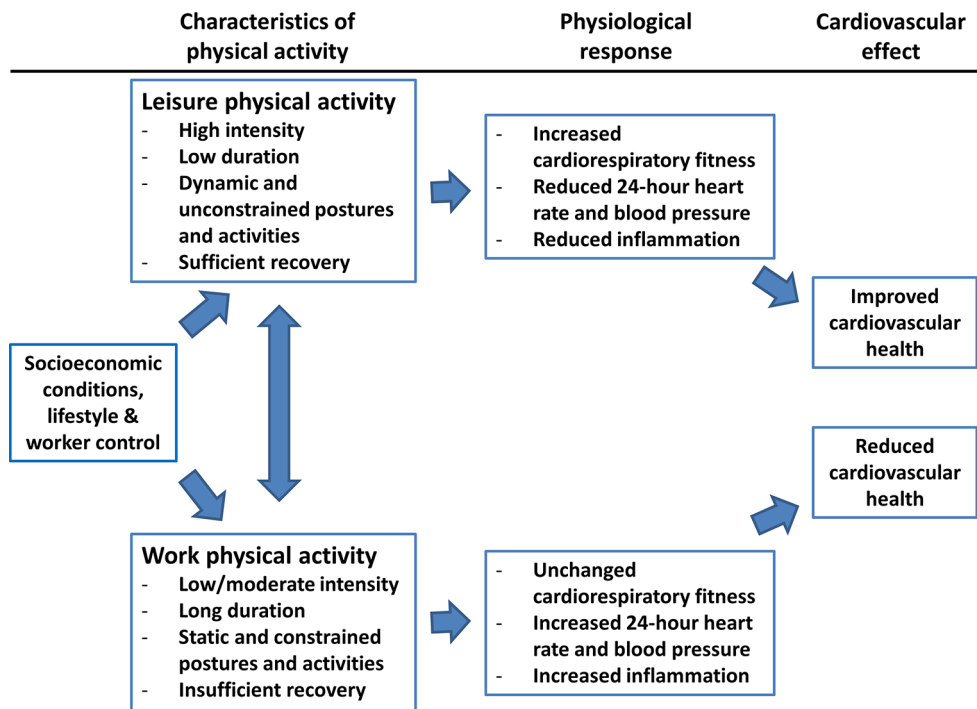 Characteristics of
physical activity
Physiological
response
Cardiovascular
effect
Leisure physical activity
- High intensity
- Low duration
- Dynamic and
unconstrained postures
and activities
- Sufficient recovery
- Increased
cardiorespiratory fitness
- Reduced 24-hour heart
rate and blood pressure
- Reduced inflammation
Improved
cardiovascular
health
Socioeconomic
conditions,
lifestyle &
worker control
Reduced
cardiovascular
health
Work physical activity
- Low/moderate intensity
- Long duration
- Static and constrained
postures and activities
- Insufficient recovery
- Unchanged
cardiorespiratory fitness
- Increased 24-hour heart
rate and blood pressure
- Increased inflammation